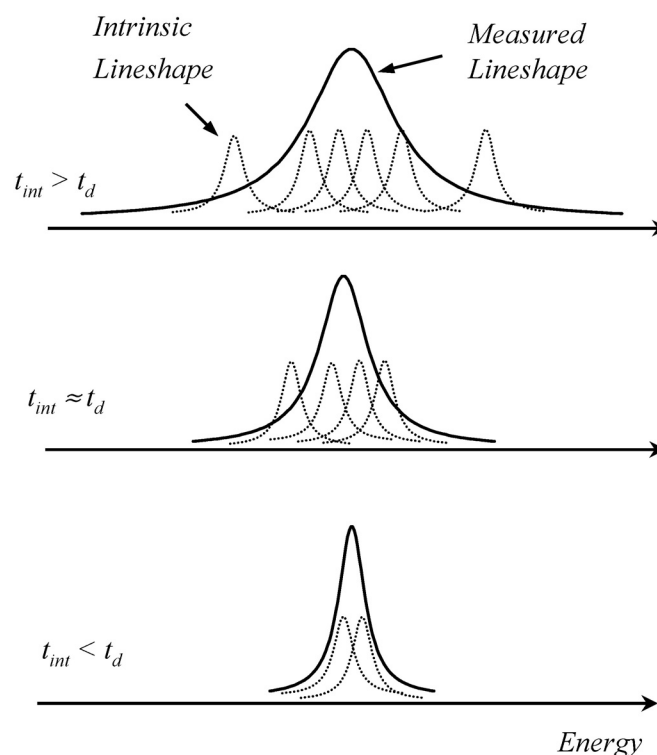 Intrinsic
Lineshape
Measured
Lineshape
t_int > t_d
t_int ≈ t_d
t_int < t_d
Energy